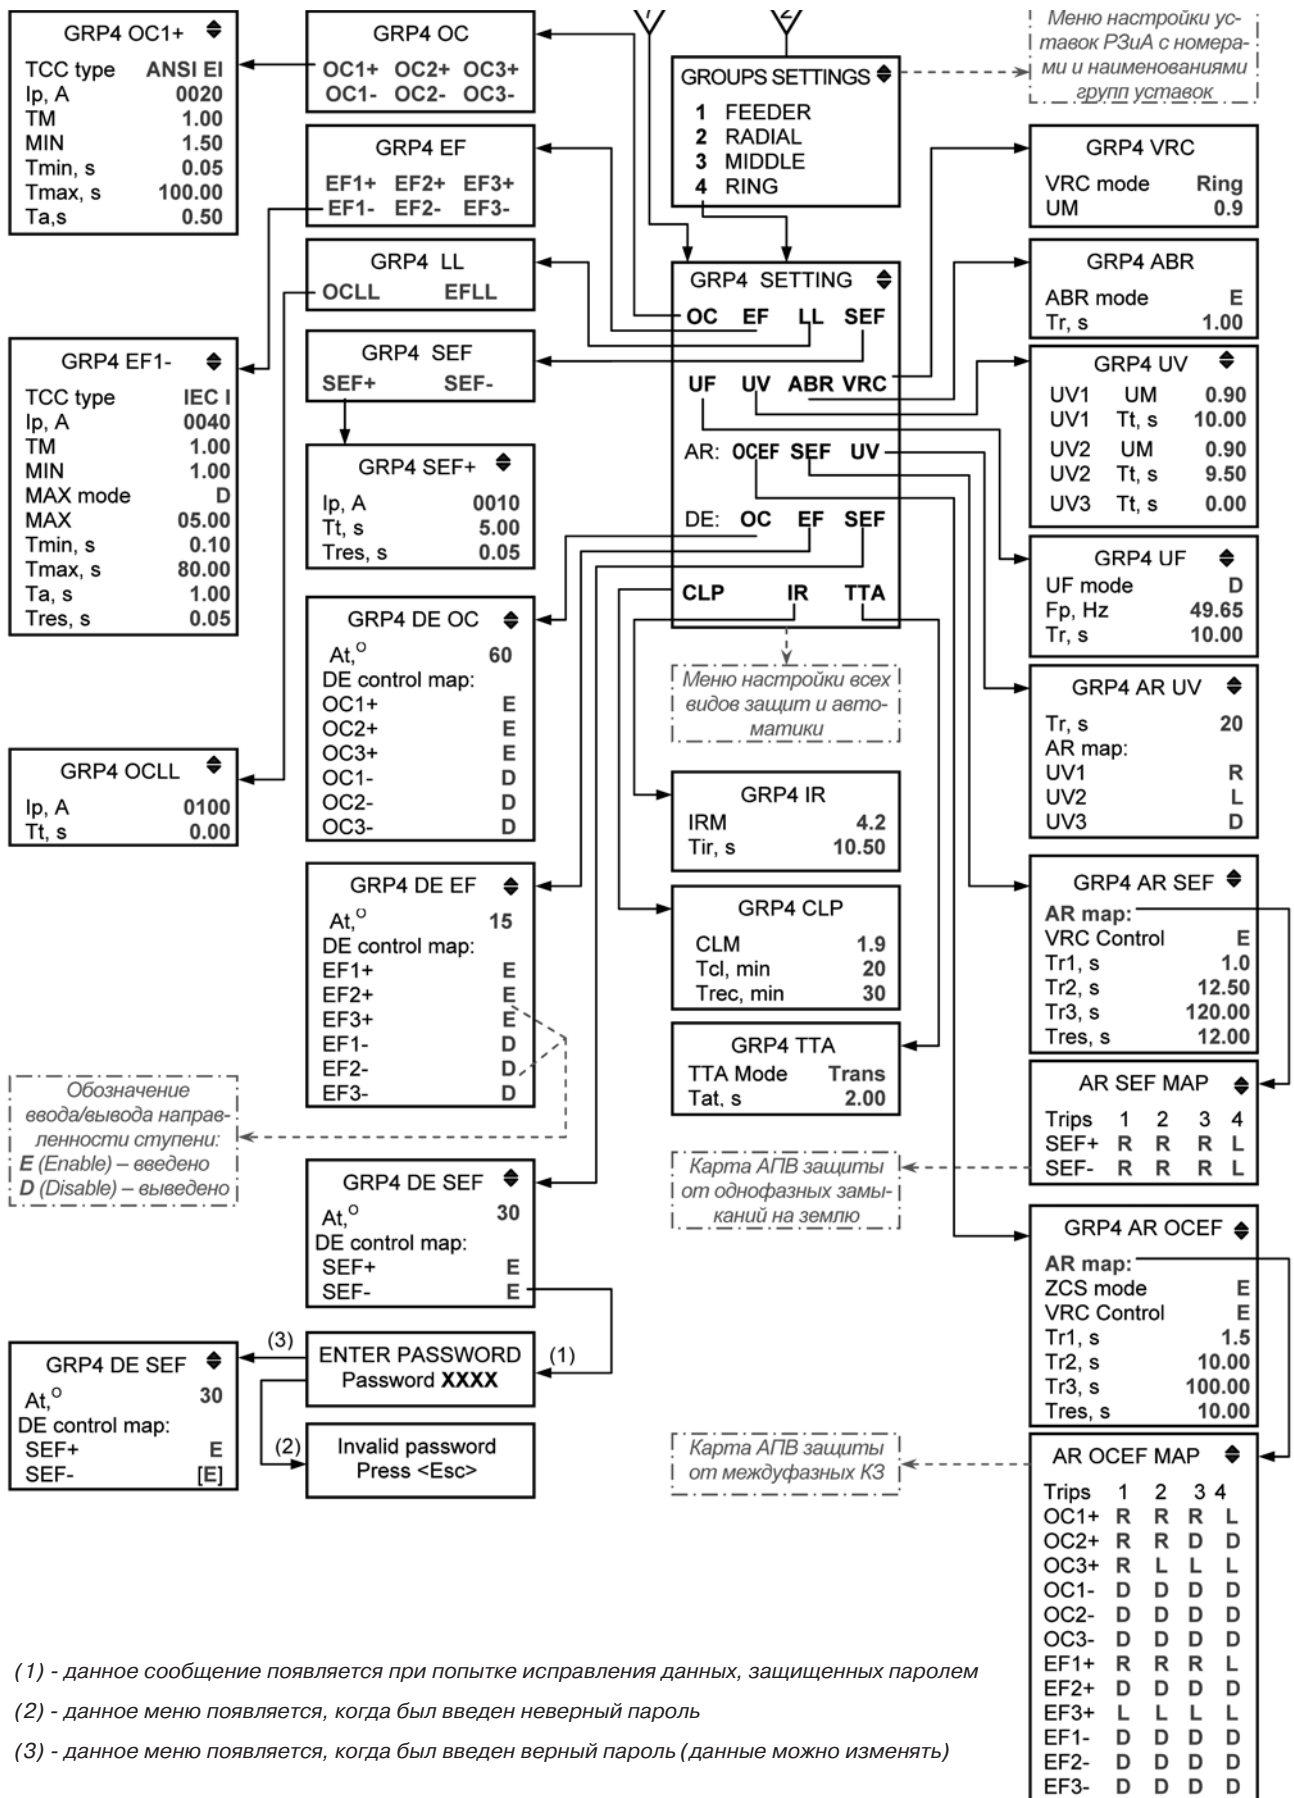 GRP4 OC1+
TCC type ANSI EI
Ip, A 0020
TM 1.00
MIN 1.50
Tmin, s 0.05
Tmax, s 100.00
Ta,s 0.50
GRP4 OC
OC1+ OC2+ OC3+
OC1- OC2- OC3-
GRP4 EF
EF1+ EF2+ EF3+
EF1- EF2- EF3-
GRP4 LL
OCLL EFLL
GRP4 SEF
SEF+ SEF-
GRP4 EF1-
TCC type IEC I
Ip, A 0040
TM 1.00
MIN 1.00
MAX mode D
MAX 05.00
Tmin, s 0.10
Tmax, s 80.00
Ta, s 1.00
Tres, s 0.05
GRP4 SEF+
Ip, A 0010
Tt, s 5.00
Tres, s 0.05
GRP4 DE OC
At,° 60
DE control map:
OC1+ E
OC2+ E
OC3+ E
OC1- D
OC2- D
OC3- D
GRP4 OCLL
Ip, A 0100
Tt, s 0.00
GRP4 DE EF
At,° 15
DE control map:
EF1+ E
EF2+ E
EF3+ E
EF1- D
EF2- D
EF3- D
Обозначение
ввода/вывода направ-
ленности ступени:
E (Enable) – введено
D (Disable) – выведено
GRP4 DE SEF
At,° 30
DE control map:
SEF+ E
SEF- E
(3)
ENTER PASSWORD
Password XXXX
(1)
GRP4 DE SEF
At,° 30
DE control map:
SEF+ E
SEF- [E]
(2)
Invalid password
Press <Esc>
1
2
GROUPS SETTINGS
1 FEEDER
2 RADIAL
3 MIDDLE
4 RING
GRP4 SETTING
OC EF LL SEF
UF UV ABR VRC
AR: OCEF SEF UV
DE: OC EF SEF
CLP IR TTA
Меню настройки всех
видов защит и авто-
матики
GRP4 IR
IRM 4.2
Tir, s 10.50
GRP4 CLP
CLM 1.9
Tcl, min 20
Trec, min 30
GRP4 TTA
TTA Mode Trans
Tat, s 2.00
Карта АПВ защиты
от однофазных замы-
каний на землю
Карта АПВ защиты
от междуфазных КЗ
Меню настройки ус-
тавок РЗиА с номера-
ми и наименованиями
групп уставок
GRP4 VRC
VRC mode Ring
UM 0.9
GRP4 ABR
ABR mode E
Tr, s 1.00
GRP4 UV
UV1 UM 0.90
UV1 Tt, s 10.00
UV2 UM 0.90
UV2 Tt, s 9.50
UV3 Tt, s 0.00
GRP4 UF
UF mode D
Fp, Hz 49.65
Tr, s 10.00
GRP4 AR UV
Tr, s 20
AR map:
UV1 R
UV2 L
UV3 D
GRP4 AR SEF
AR map:
VRC Control E
Tr1, s 1.0
Tr2, s 12.50
Tr3, s 120.00
Tres, s 12.00
AR SEF MAP
Trips 1 2 3 4
SEF+ R R R L
SEF- R R R L
GRP4 AR OCEF
AR map:
ZCS mode E
VRC Control E
Tr1, s 1.5
Tr2, s 10.00
Tr3, s 100.00
Tres, s 10.00
AR OCEF MAP
Trips 1 2 3 4
OC1+ R R R L
OC2+ R R D D
OC3+ R L L L
OC1- D D D D
OC2- D D D D
OC3- D D D D
EF1+ R R R L
EF2+ D D D D
EF3+ L L L L
EF1- D D D D
EF2- D D D D
EF3- D D D D
(1) - данное сообщение появляется при попытке исправления данных, защищенных паролем
(2) - данное меню появляется, когда был введен неверный пароль
(3) - данное меню появляется, когда был введен верный пароль (данные можно изменять)